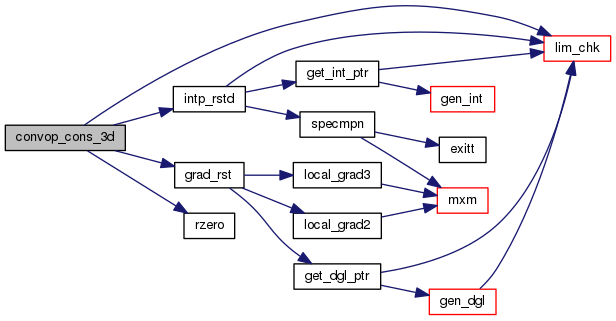 lim_chk
get_int_ptr
intp_rstd
gen_int
specmpn
convop_cons_3d
exitt
grad_rst
local_grad3
mxm
rzero
local_grad2
get_dgl_ptr
gen_dgl